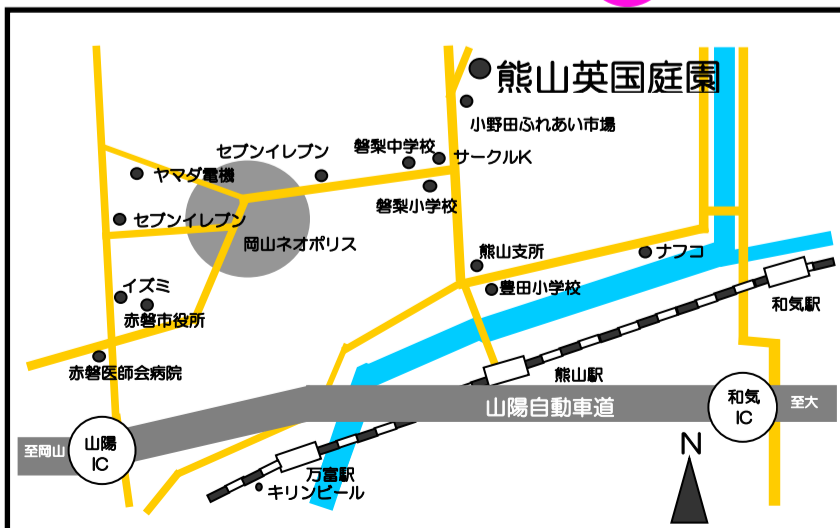 熊山英国庭園
小野田ふれあい市場
セブンイレブン
磐梨中学校
サークルK
ヤマダ電機
磐梨小学校
セブンイレブン
岡山ネオポリス
熊山支所
ナフコ
イズミ
豊田小学校
赤磐市役所
和気駅
赤磐医師会病院
熊山駅
山陽自動車道
和気
IC
至大
山陽
IC
至岡山
N
万富駅
キリンビール